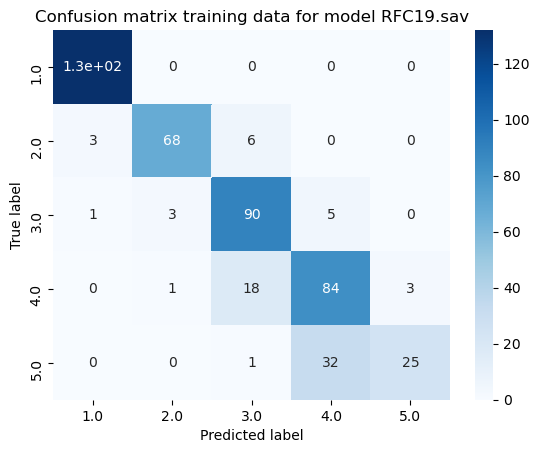 Confusion matrix training data for model RFC19.sav
1.3e+02 0 0 0 0
3 68 6 0 0
1 3 90 5 0
0 1 18 84 3
0 0 1 32 25
1.0
2.0
3.0
4.0
5.0
True label
1.0 2.0 3.0 4.0 5.0
Predicted label
120
100
80
60
40
20
0